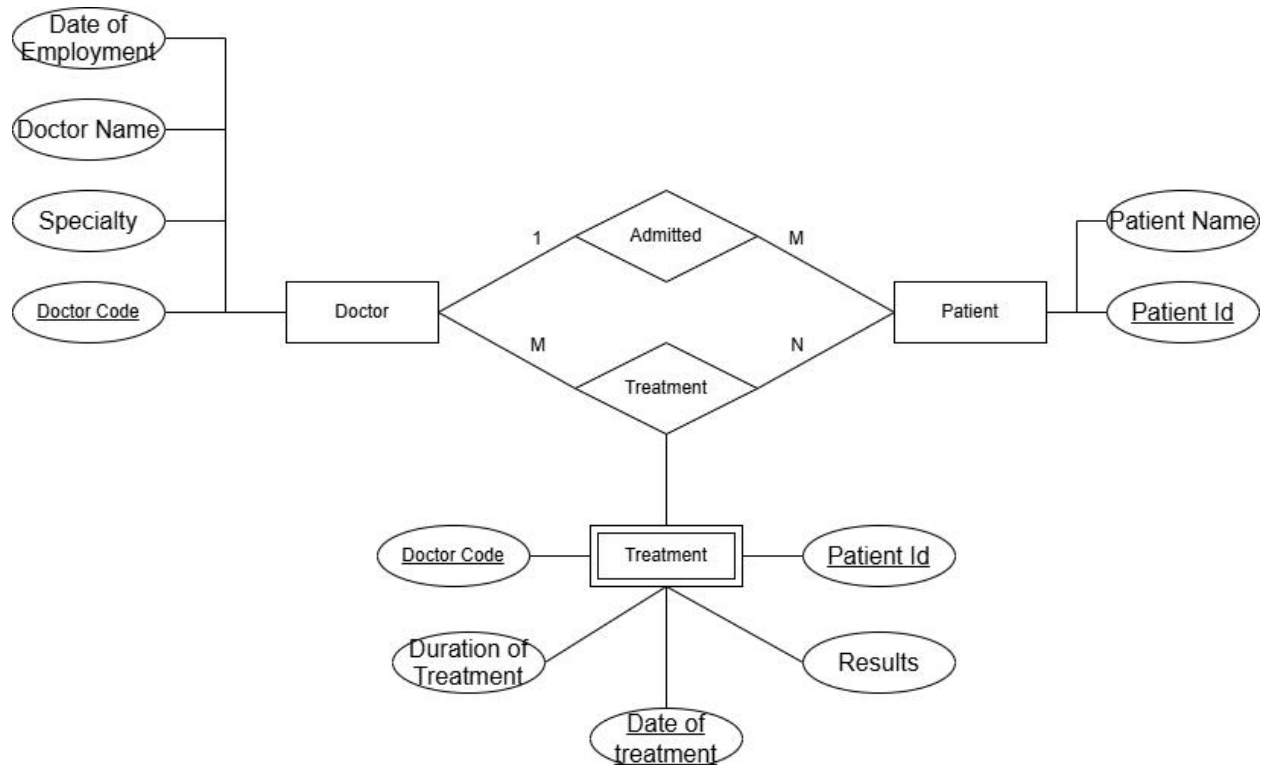 Date of
Employment
Doctor Name
Specialty
Doctor Code
Doctor
1
Admitted
M
M
Treatment
N
Patient
Patient Name
Patient Id
Doctor Code
Treatment
Patient Id
Duration of
Treatment
Results
Date of
treatment